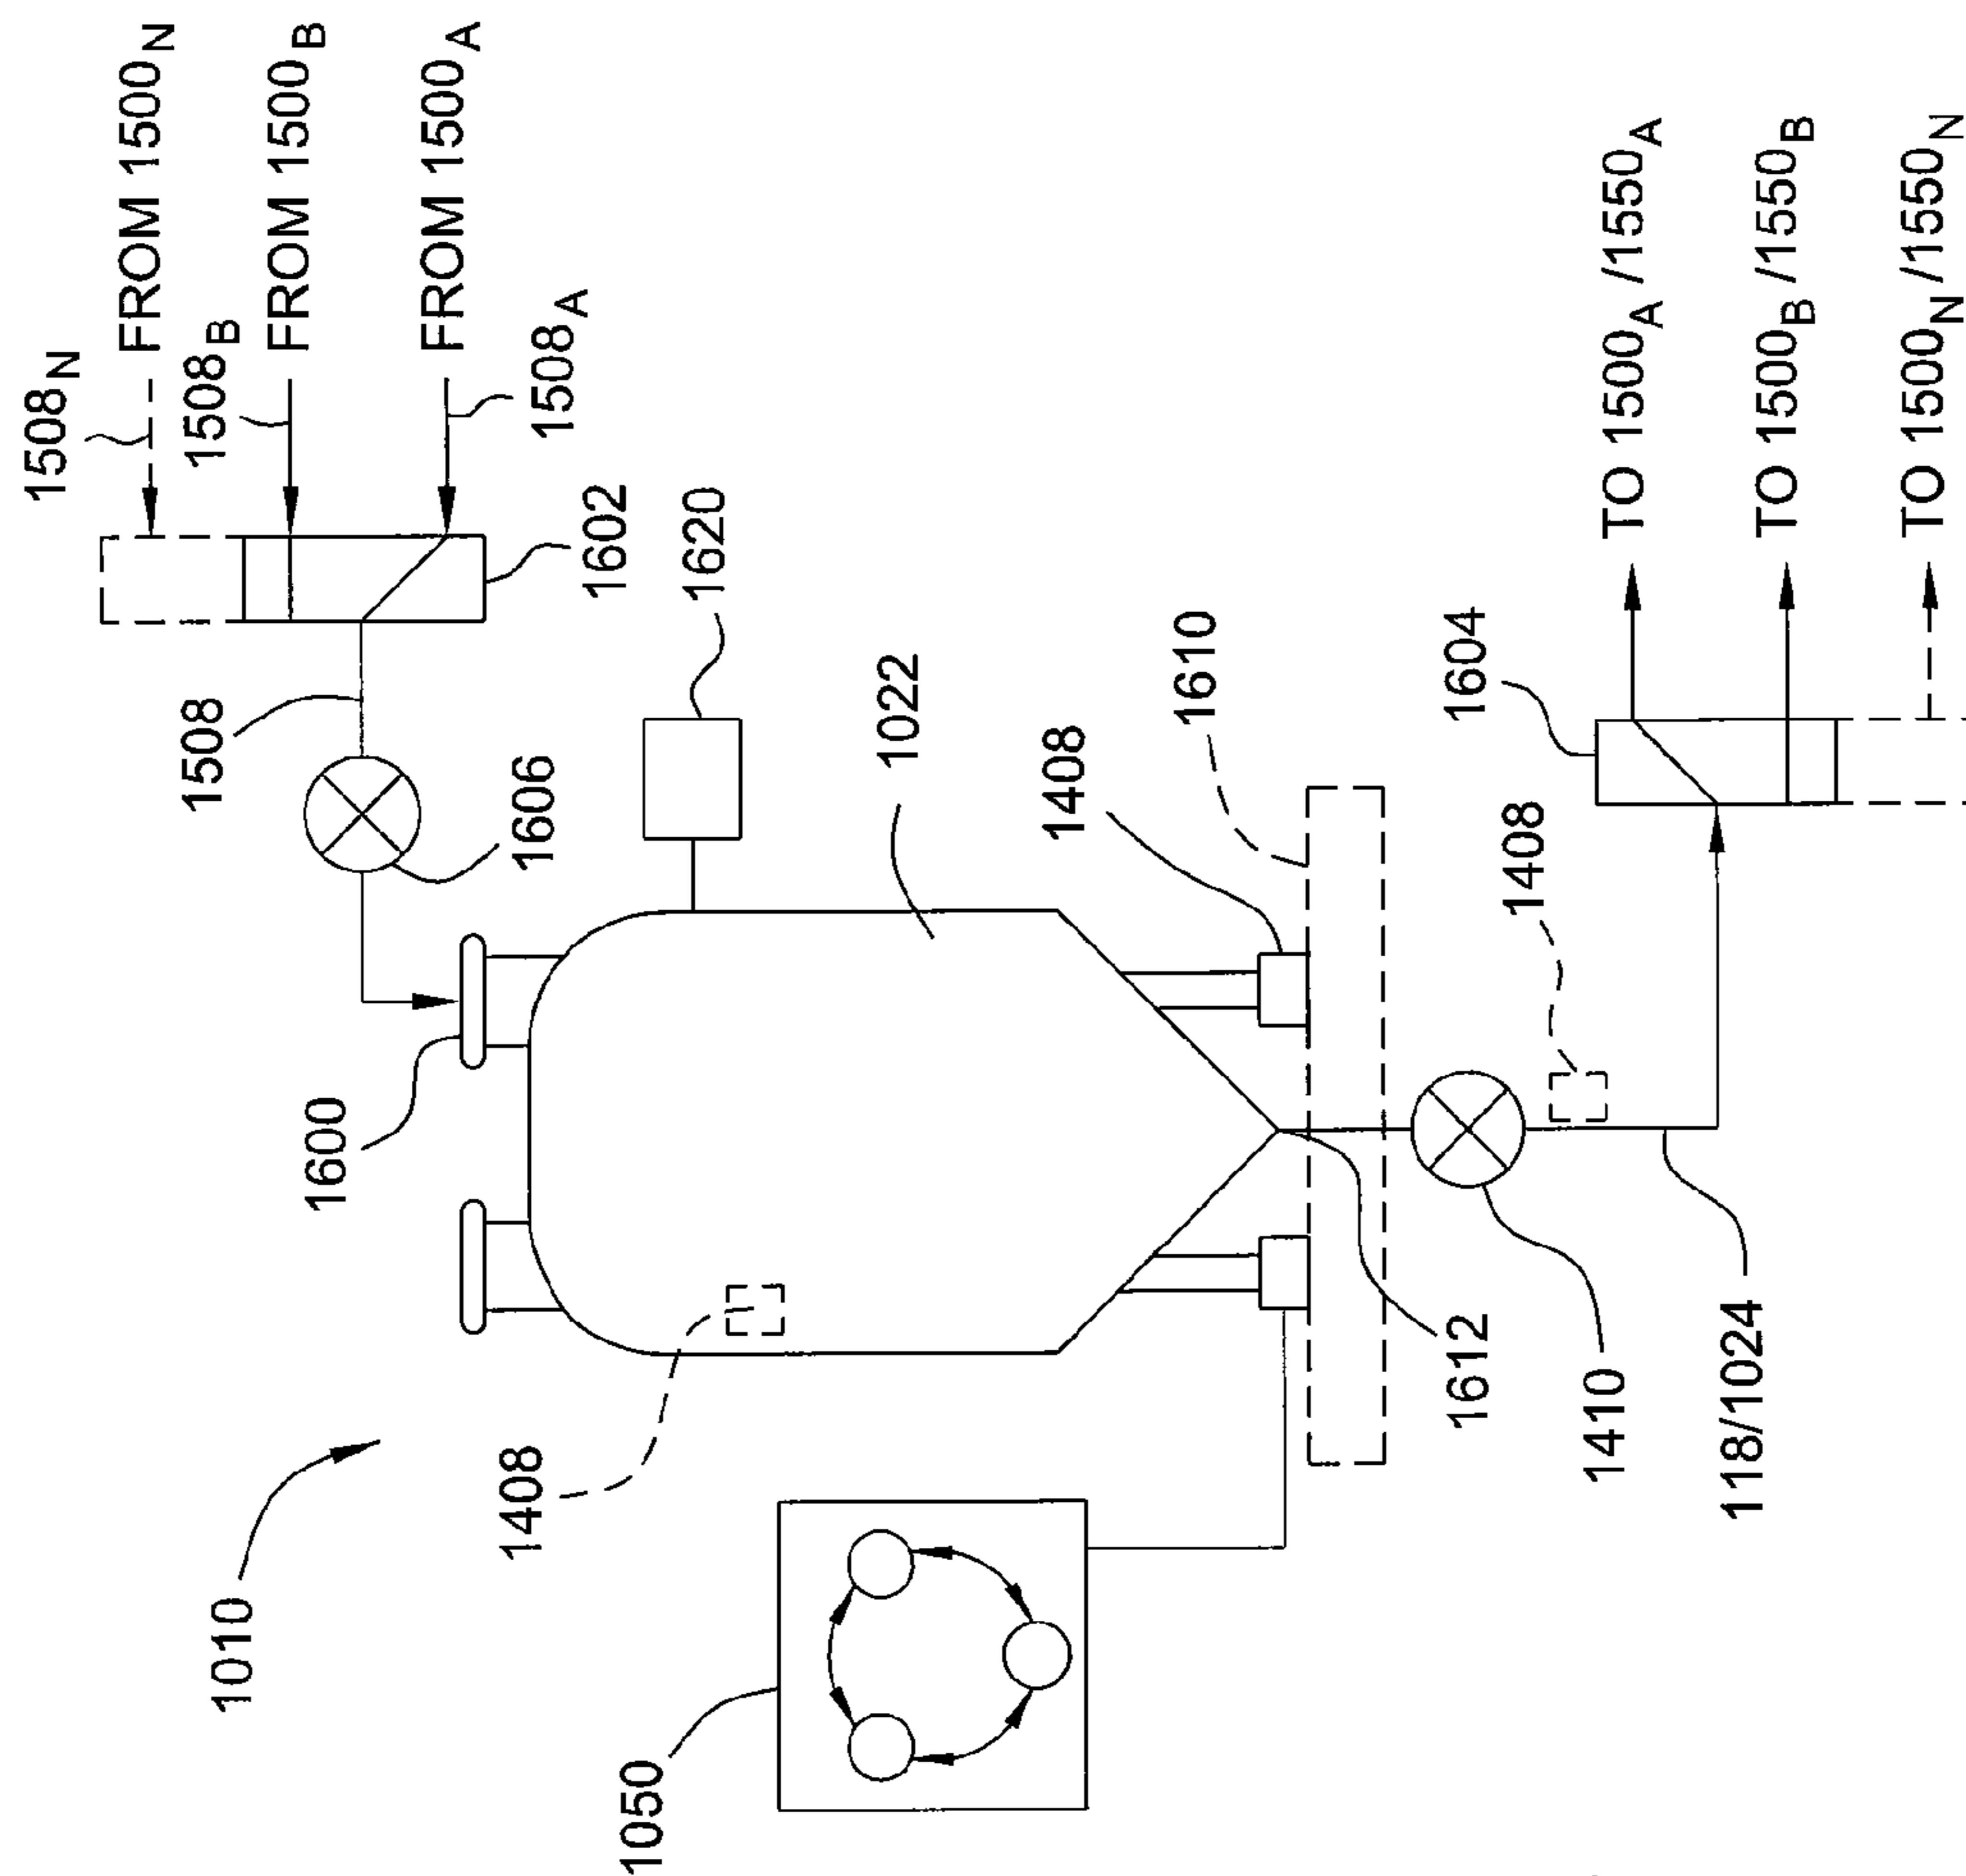 1508N
FROM 1500N
1508B
FROM 1500B
FROM 1500A
1508A
1602
1508
1606
1620
1600
1022
1408
1610
1010
1408
1050
1604
1408
1612
1410
118/1024
TO 1500A /1550A
TO 1500B /1550B
TO 1500N /1550N